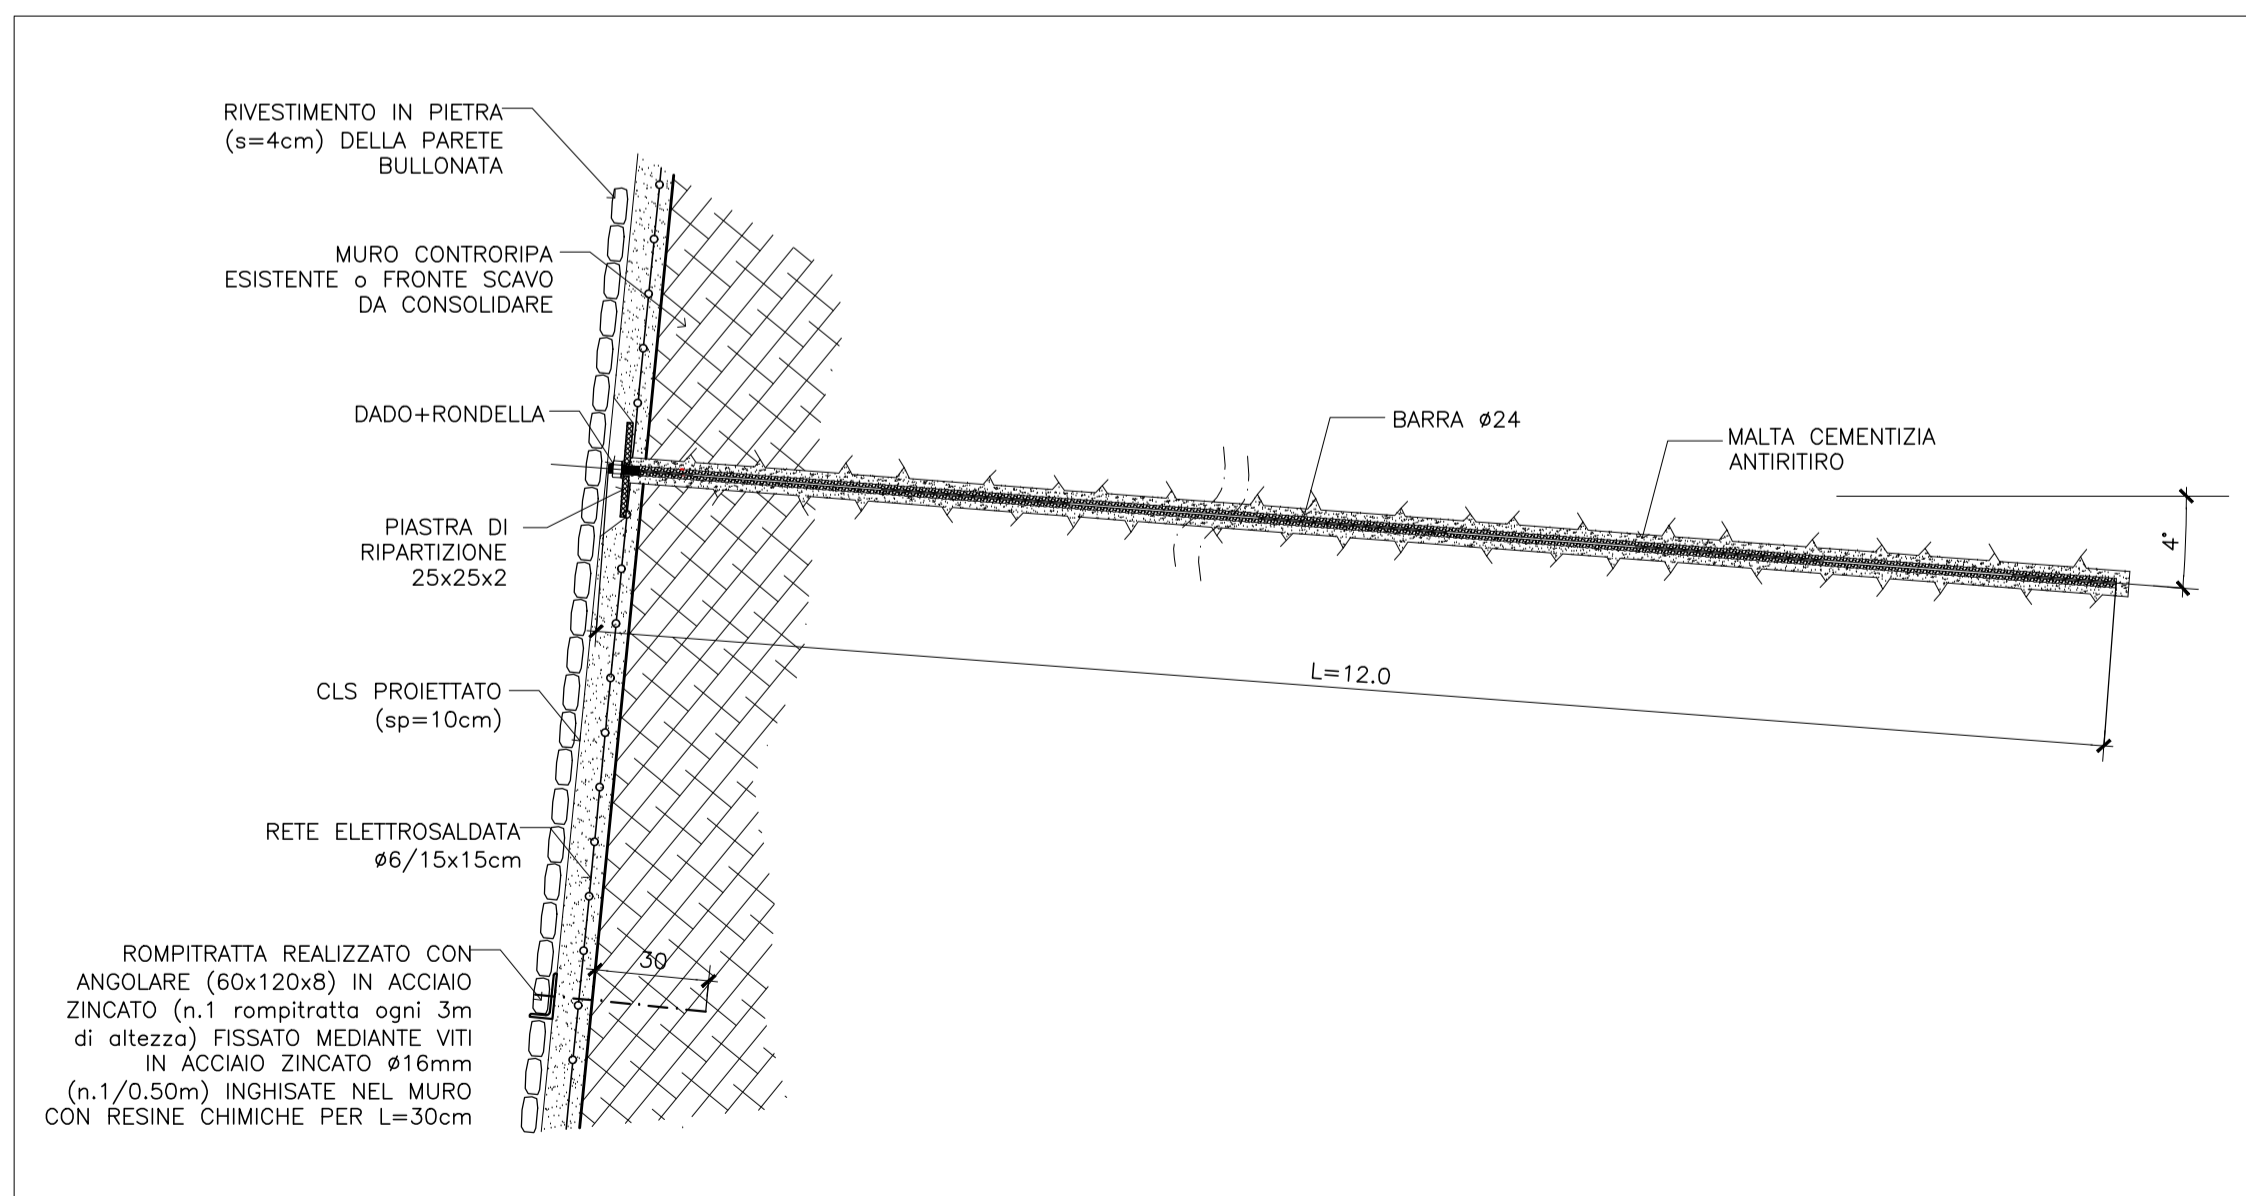 RIVESTIMENTO IN PIETRA
(s=4cm) DELLA PARETE
BULLONATA
MURO CONTRORIPA
ESISTENTE o FRONTE SCAVO
DA CONSOLIDARE
DADO+RONDELLA
BARRA ø24
MALTA CEMENTIZIA
ANTIRITIRO
PIASTRA DI
RIPARTIZIONE
25x25x2
4°
L=12.0
CLS PROIETTATO
(sp=10cm)
RETE ELETTROSALDATA
ø6/15x15cm
30
ROMPITRATTA REALIZZATO CON
ANGOLARE (60x120x8) IN ACCIAIO
ZINCATO (n.1 rompitratta ogni 3m
di altezza) FISSATO MEDIANTE VITI
IN ACCIAIO ZINCATO ø16mm
(n.1/0.50m) INGHISATE NEL MURO
CON RESINE CHIMICHE PER L=30cm